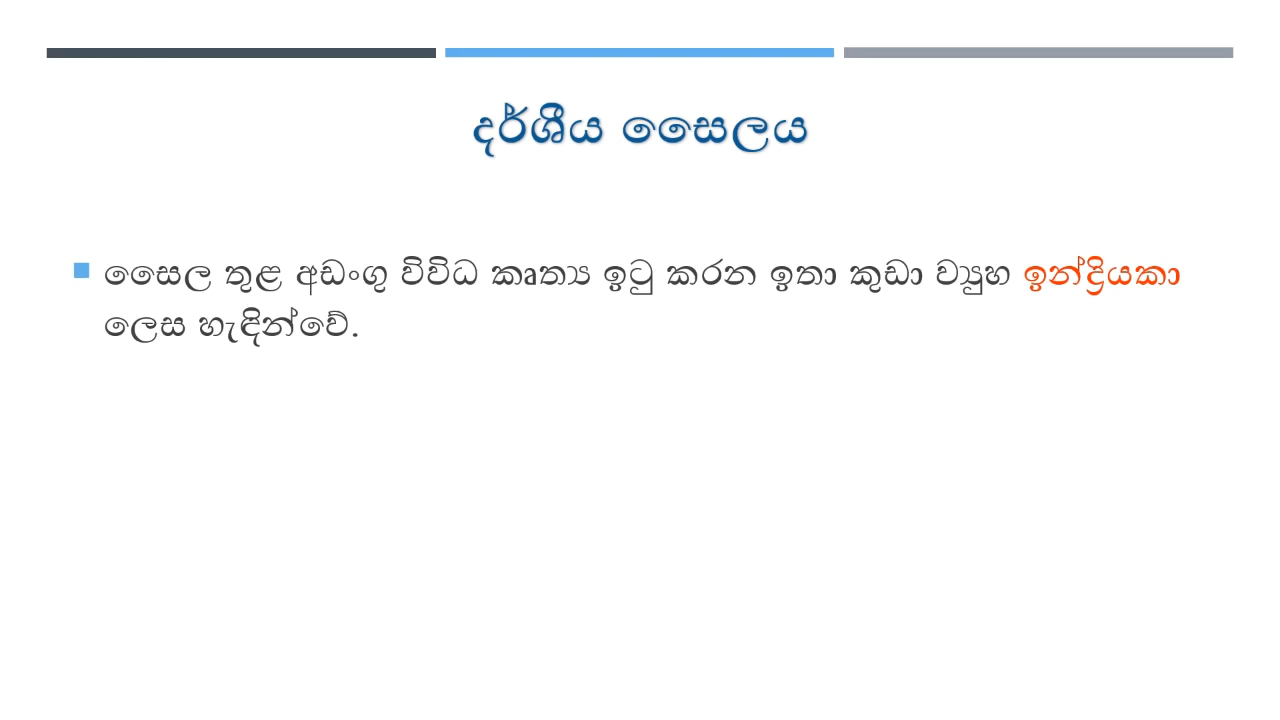 දර්ශීය සෛලය
සෛල තුළ අඩංගු විවිධ කෘත්‍ය ඉටු කරන ඉතා කුඩා ව්‍යුහ ඉන්ද්‍රියකා
ලෙස හැඳින්වේ.